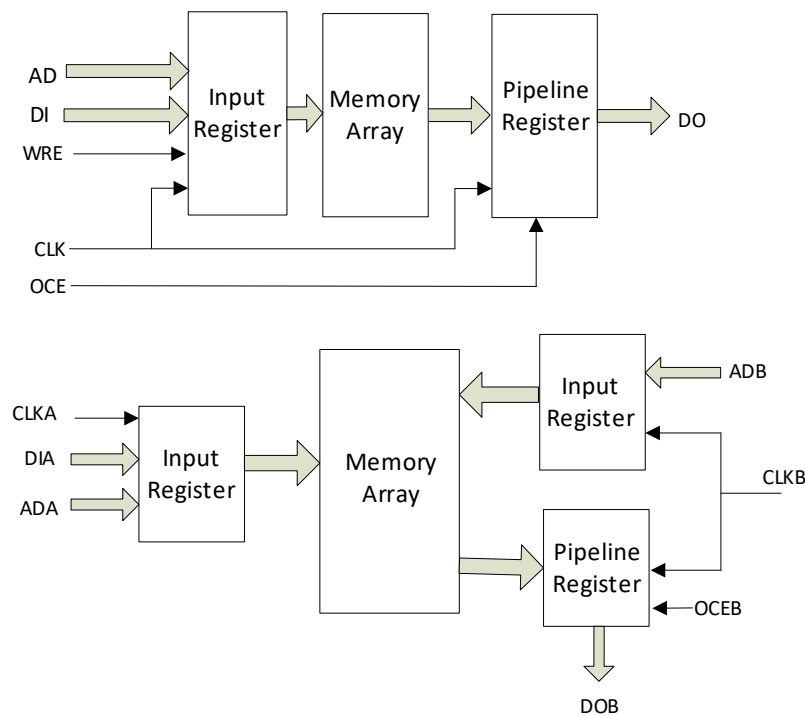 AD
DI
WRE
CLK
OCE
Input
Register
Memory
Array
Pipeline
Register
DO
CLKA
DIA
ADA
Input
Register
Memory
Array
Input
Register
ADB
CLKB
Pipeline
Register
OCEB
DOB